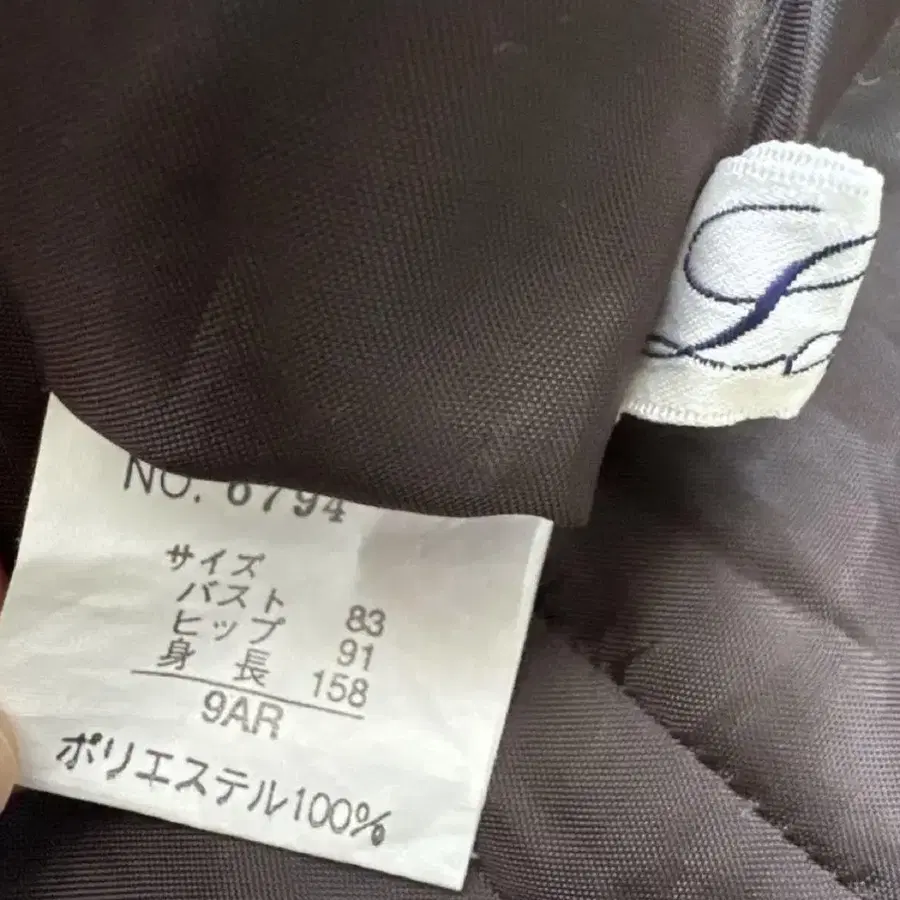 NO. 6794
サイズ
バスト 83
ヒップ 91
身長 158
9AR
ポリエステル100%